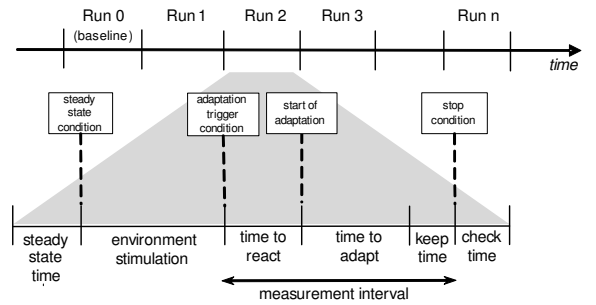 Run 0 Run 1 Run 2 Run 3 Run n
(baseline)
time
steady
state
condition
adaptation
trigger
condition
start of
adaptation
stop
condition
steady
state
time
environment
stimulation
time to
react
time to
adapt
keep
time
check
time
measurement interval